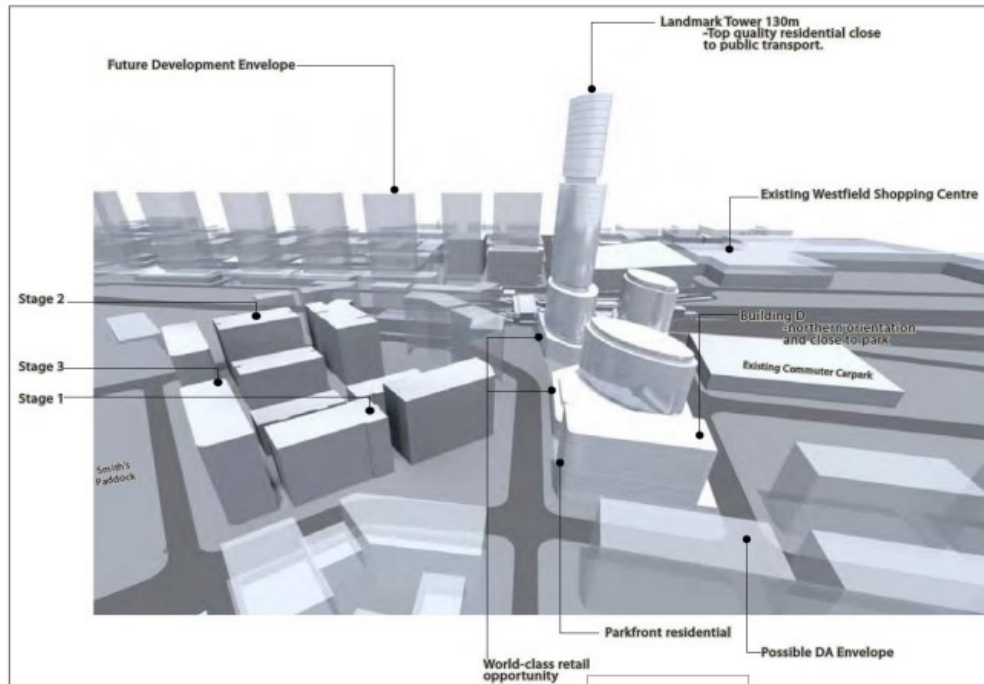 Landmark Tower 130m
-Top quality residential close
to public transport.
Future Development Envelope
Existing Westfield Shopping Centre
Stage 2
Building D
-northern orientation
and close to park
Stage 3
Existing Commuter Carpark
Stage 1
Smith's
Paddock
Parkfront residential
Possible DA Envelope
World-class retail
opportunity